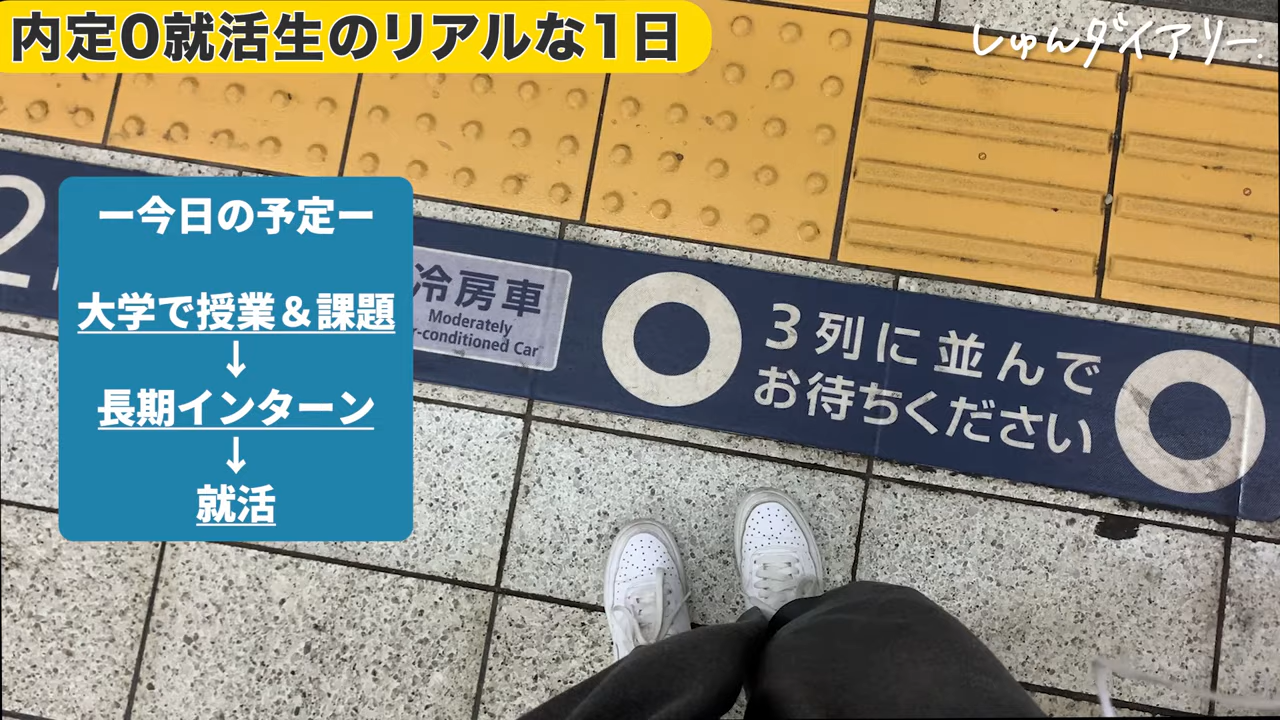 内定0就活生のリアルな1日
しゅんダイアリー
ー今日の予定ー
大学で授業＆課題
↓
長期インターン
↓
就活
2
冷房車
Moderately
r-conditioned Car
3列に並んで
お待ちください